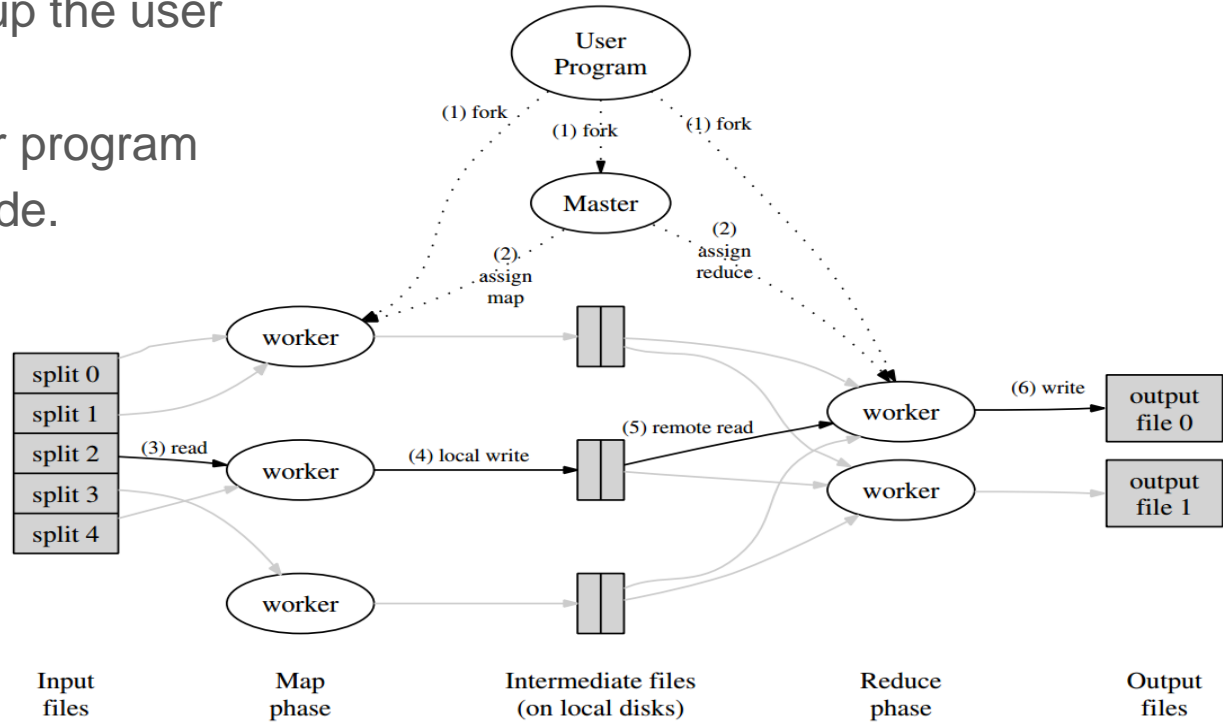 up the user
r program
de.
User
Program
(1) fork
(1) fork
(1) fork
Master
(2)
assign
map
(2)
assign
reduce
worker
split 0
split 1
split 2
split 3
split 4
(3) read
worker
(4) local write
(5) remote read
worker
(6) write
output
file 0
worker
output
file 1
worker
Input
files
Map
phase
Intermediate files
(on local disks)
Reduce
phase
Output
files